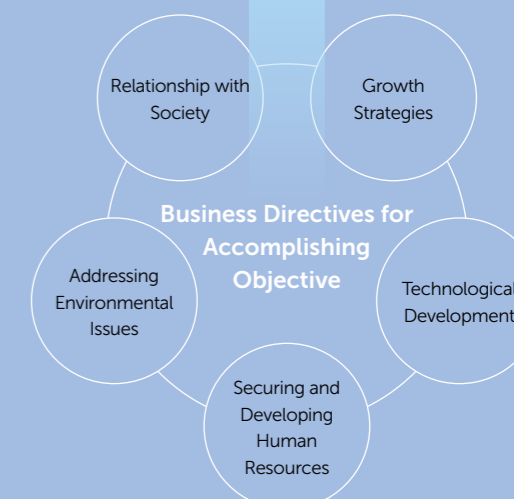 Relationship with
Society
Growth
Strategies
Business Directives for
Accomplishing
Objective
Addressing
Environmental
Issues
Technological
Development
Securing and
Developing
Human
Resources